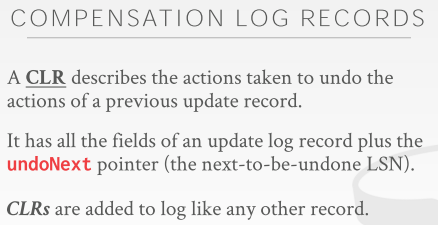 COMPENSATION LOG RECORDS
A CLR describes the actions taken to undo the
actions of a previous update record.
It has all the fields of an update log record plus the
undoNext pointer (the next-to-be-undone LSN).
CLRs are added to log like any other record.